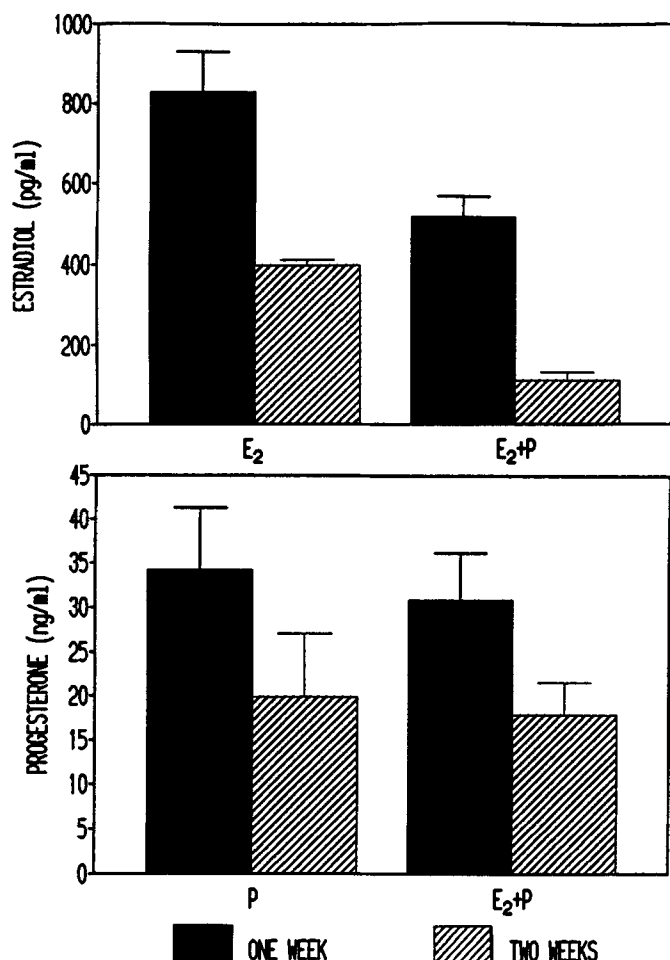 ESTRADIOL (pg/ml)
1000
800
600
400
200
0
E₂
E₂+P
PROGESTERONE (ng/ml)
45
40
35
30
25
20
15
10
5
0
P
E₂+P
ONE WEEK
TWO WEEKS